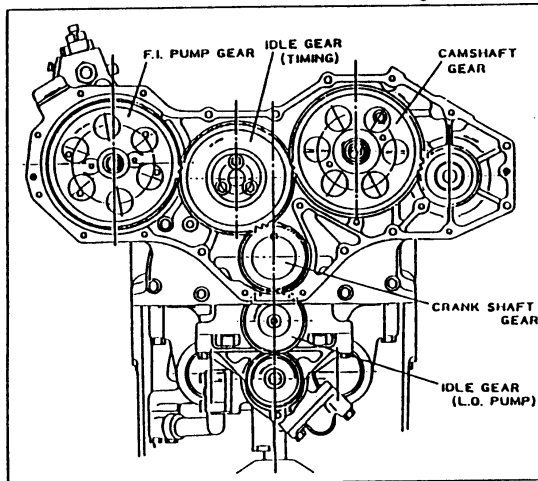 F.I. PUMP GEAR
IDLE GEAR
(TIMING)
CAMSHAFT
GEAR
CRANK SHAFT
GEAR
IDLE GEAR
(L.O. PUMP)